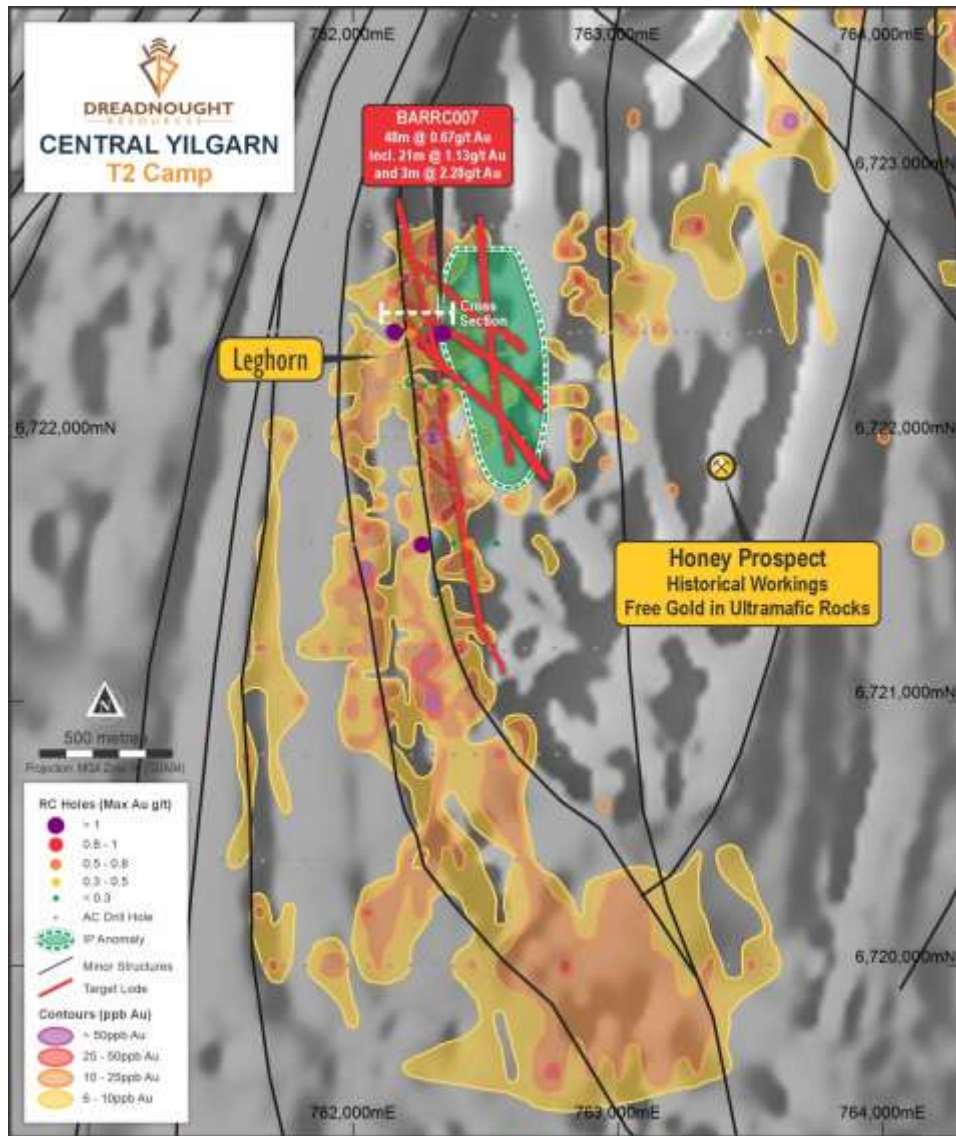 762,000mE
763,000mE
764,000mE
DREADNOUGHT
RESOURCES
CENTRAL YILGARN
T2 Camp
BARRC007
48m @ 0.67g/t Au
Incl. 21m @ 1.13g/t Au
and 3m @ 2.28g/t Au
6,723,000mN
Cross
Section
Leghorn
6,722,000mN
6,722,000mN
Honey Prospect
Historical Workings
Free Gold in Ultramafic Rocks
6,721,000mN
N
500 metres
Projection: MGA Zone
RC Holes (Max Au g/t)
> 1
0.8 - 1
0.5 - 0.8
0.3 - 0.5
< 0.3
AC Drill Hole
IP Anomaly
Minor Structures
Target Lode
Contours (ppb Au)
> 50ppb Au
25 - 50ppb Au
10 - 25ppb Au
6 - 10ppb Au
6,720,000mN
762,000mE
763,000mE
764,000mE